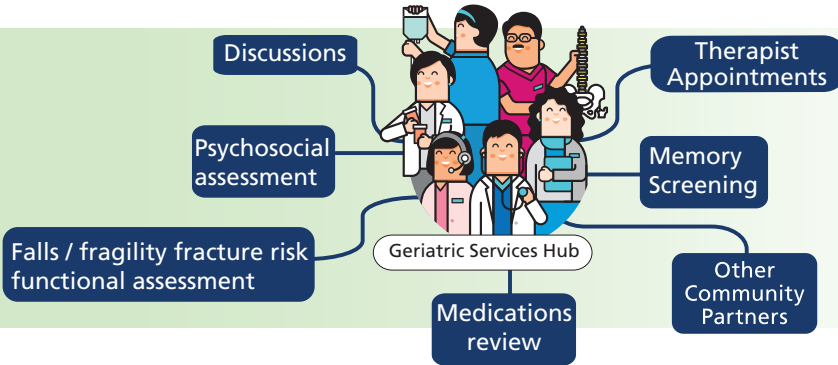 Discussions
Therapist
Appointments
Psychosocial
assessment
Memory
Screening
Falls / fragility fracture risk
functional assessment
Geriatric Services Hub
Other
Community
Partners
Medications
review